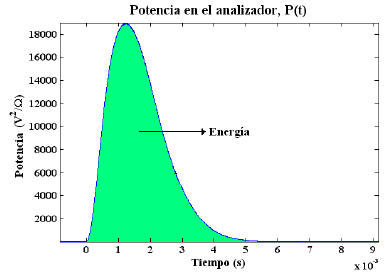 Potencia en el analizador, P(t)
18000
16000
14000
12000
10000
8000
6000
4000
2000
Potencia (V²/Ω)
Energía
0 1 2 3 4 5 6 7 8 9
Tiempo (s)
x 10⁻³